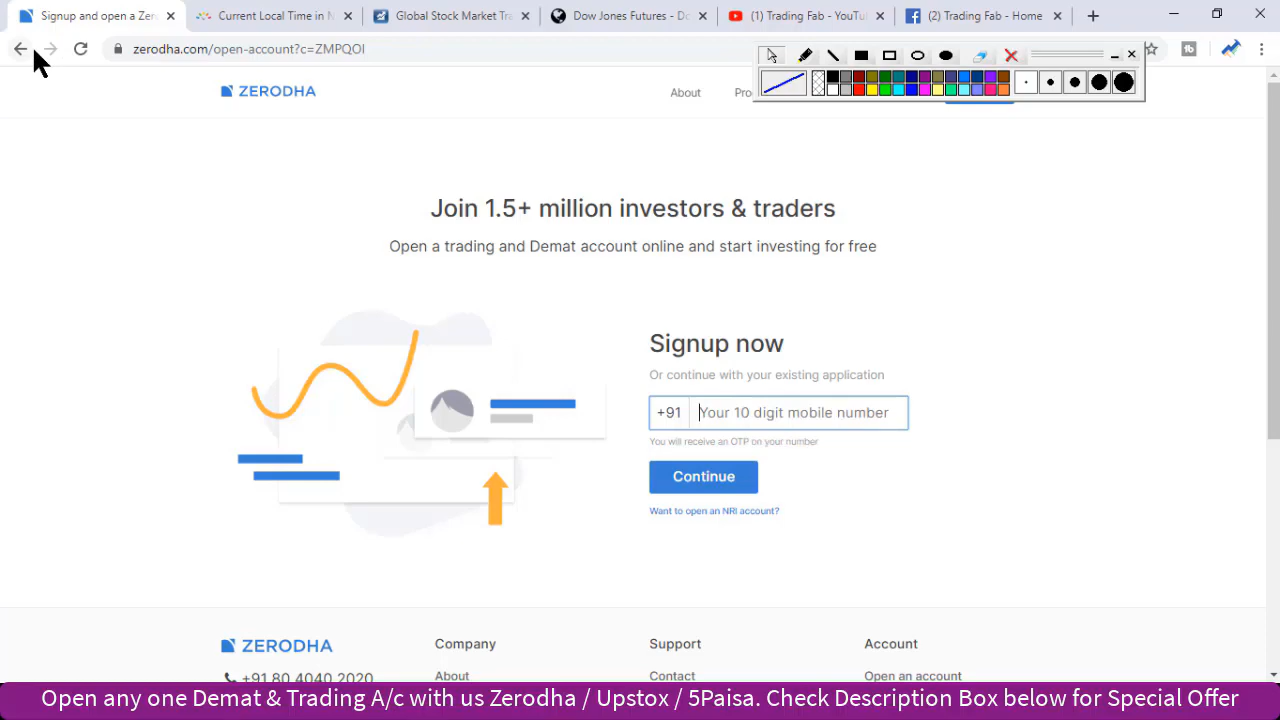 Signup and open a Zer
Current Local Time in N
Global Stock Market Tra
Dow Jones Futures - Do
(1) Trading Fab - YouTu
(2) Trading Fab - Home
zerodha.com/open-account?c=ZMPQOI
ZERODHA
About
Pro
Join 1.5+ million investors & traders
Open a trading and Demat account online and start investing for free
Signup now
Or continue with your existing application
+91 Your 10 digit mobile number
You will receive an OTP on your number
Continue
Want to open an NRI account?
ZERODHA
Company
Support
Account
+91 80 4040 2020
About
Contact
Open an account
Open any one Demat & Trading A/c with us Zerodha / Upstox / 5Paisa. Check Description Box below for Special Offer